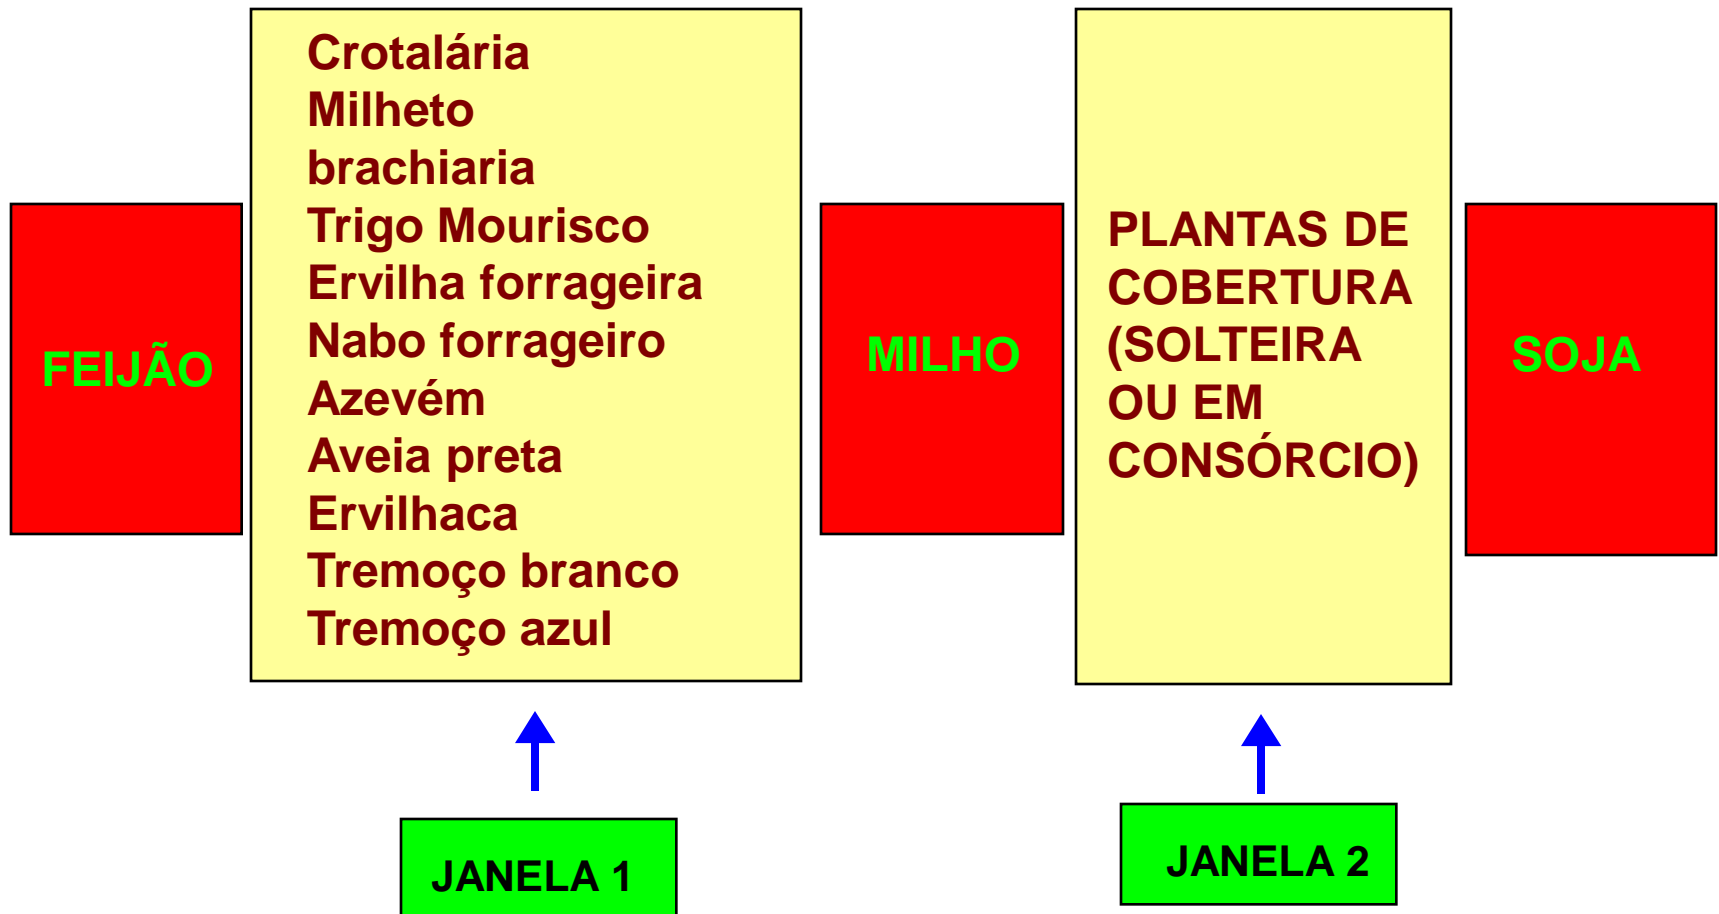 FEIJÃO
Crotalária
Milheto
brachiaria
Trigo Mourisco
Ervilha forrageira
Nabo forrageiro
Azevém
Aveia preta
Ervilhaca
Tremoço branco
Tremoço azul
MILHO
PLANTAS DE
COBERTURA
(SOLTEIRA
OU EM
CONSÓRCIO)
SOJA
JANELA 1
JANELA 2